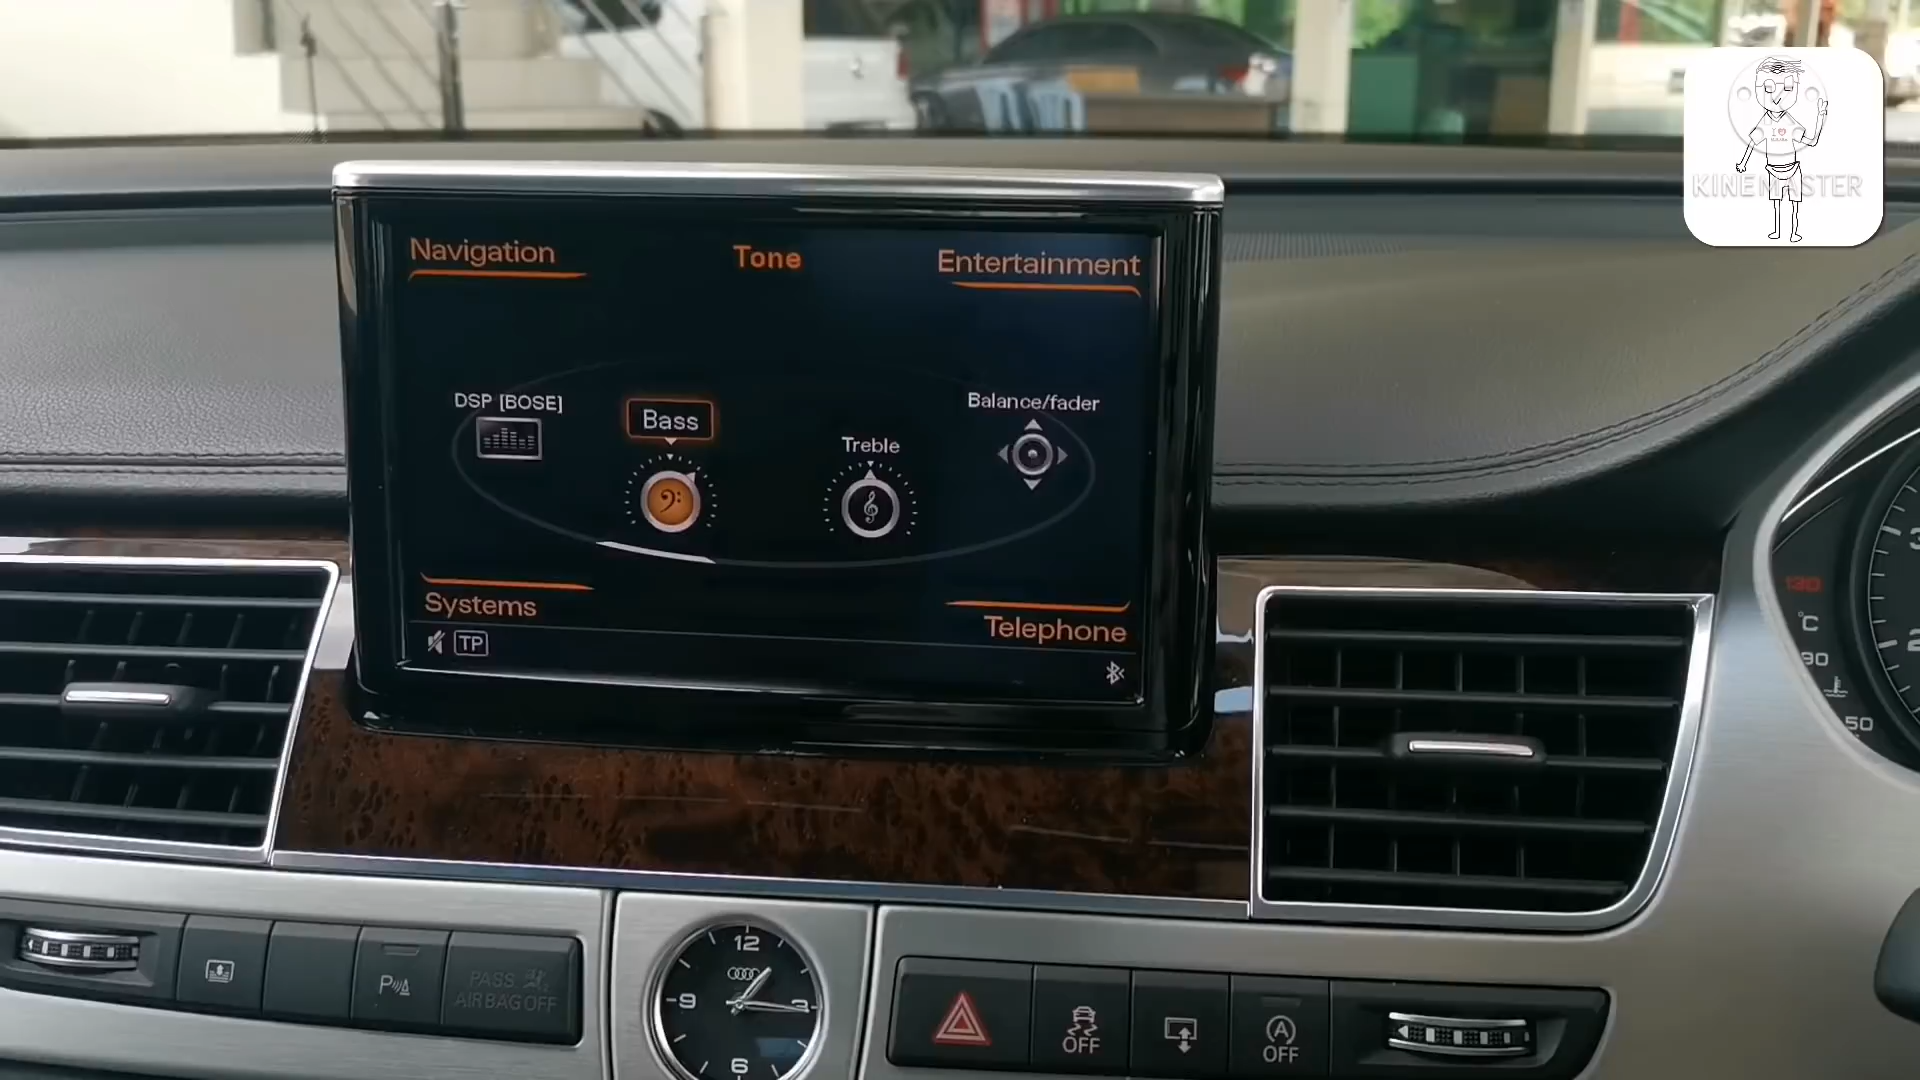 KINEMASTER
Navigation
Tone
Entertainment
DSP [BOSE]
Bass
Treble
Balance/fader
Systems
Telephone
TP
130
°C
90
50
12
9
3
6
P
PASS
AIR BAG OFF
OFF
A
OFF